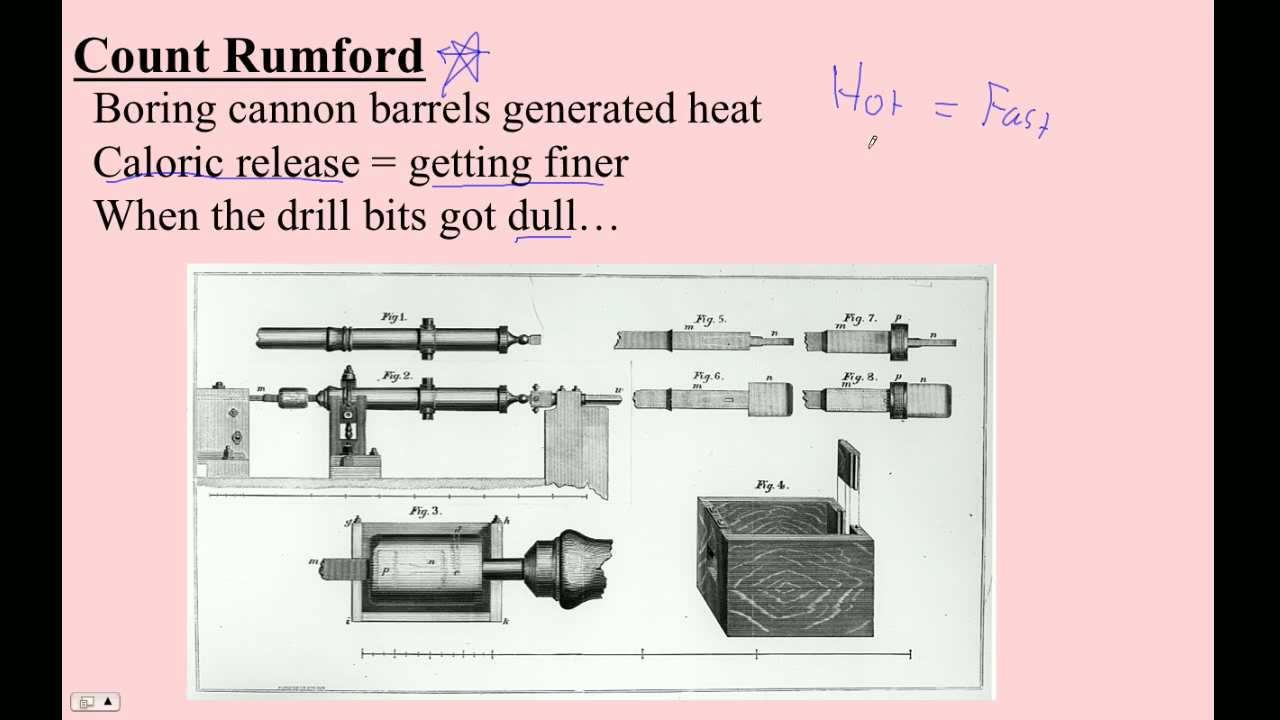 Count Rumford
Hot = Fast
Boring cannon barrels generated heat
Caloric release = getting finer
When the drill bits got dull…
Fig. 1.
Fig. 5.
m
n
Fig. 7.
m
p
n
Fig. 2.
m
w
Fig. 6.
m
n
Fig. 8.
m
p
n
Fig. 4.
Fig. 3.
g
h
m
p
n
i
k